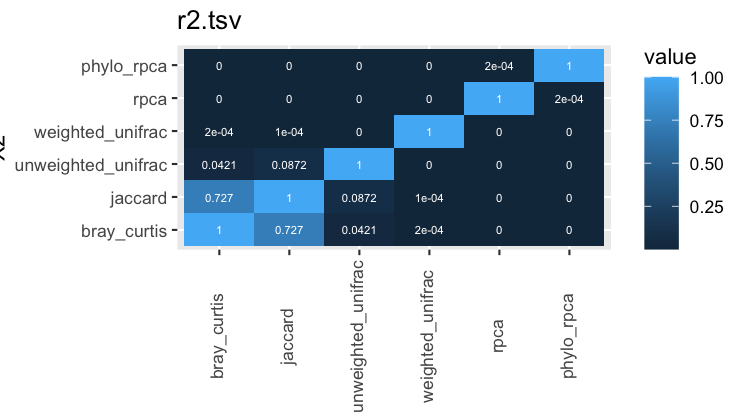 r2.tsv
phylo_rpca 0 0 0 0 2e-04 1
rpca 0 0 0 0 1 2e-04
weighted_unifrac 2e-04 1e-04 0 1 0 0
unweighted_unifrac 0.0421 0.0872 1 0 0 0
jaccard 0.727 1 0.0872 1e-04 0 0
bray_curtis 1 0.727 0.0421 2e-04 0 0
bray_curtis
jaccard
unweighted_unifrac
weighted_unifrac
rpca
phylo_rpca
value
1.00
0.75
0.50
0.25